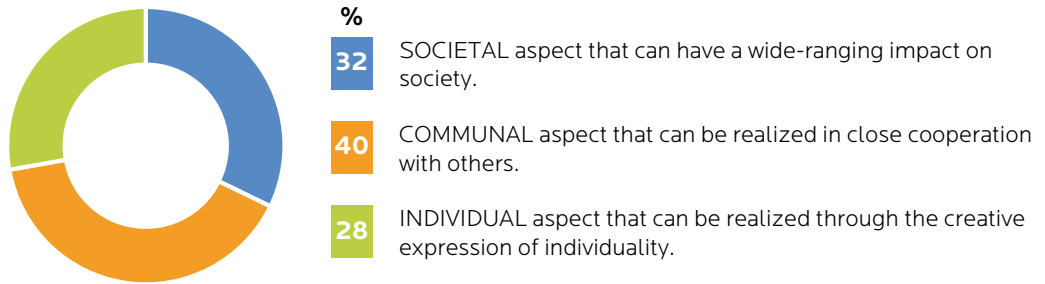 %
32
SOCIETAL aspect that can have a wide-ranging impact on
society.
40
COMMUNAL aspect that can be realized in close cooperation
with others.
28
INDIVIDUAL aspect that can be realized through the creative
expression of individuality.